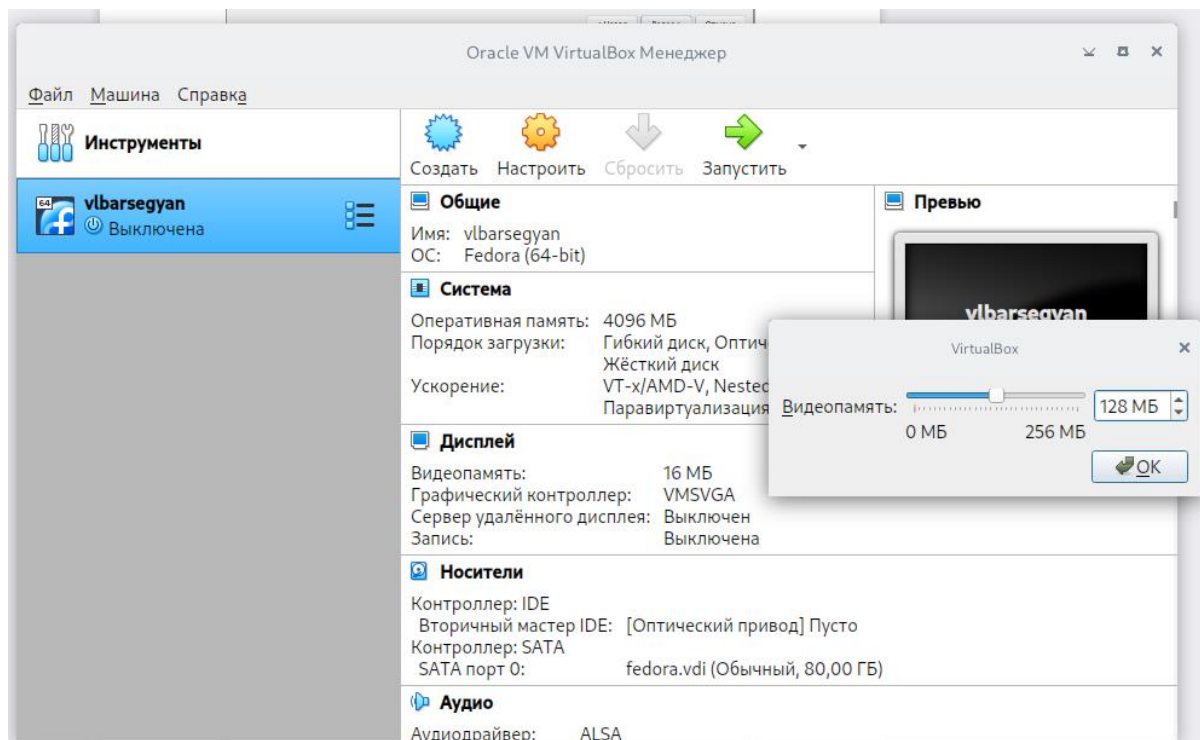 Oracle VM VirtualBox Менеджер
Файл Машина Справка
Инструменты
Создать Настроить Сбросить Запустить
64 vlbarsegyan
Выключена
Общие
Имя: vlbarsegyan
ОС: Fedora (64-bit)
Превью
vlbarsegyan
Система
Оперативная память: 4096 МБ
Порядок загрузки: Гибкий диск, Оптич
Жёсткий диск
Ускорение: VT-x/AMD-V, Nested
Паравиртуализация
VirtualBox
Видеопамять: 128 МБ
0 МБ 256 МБ
OK
Дисплей
Видеопамять: 16 МБ
Графический контроллер: VMSVGA
Сервер удалённого дисплея: Выключен
Запись: Выключена
Носители
Контроллер: IDE
Вторичный мастер IDE: [Оптический привод] Пусто
Контроллер: SATA
SATA порт 0: fedora.vdi (Обычный, 80,00 ГБ)
Аудио
Аудиодрайвер: ALSA